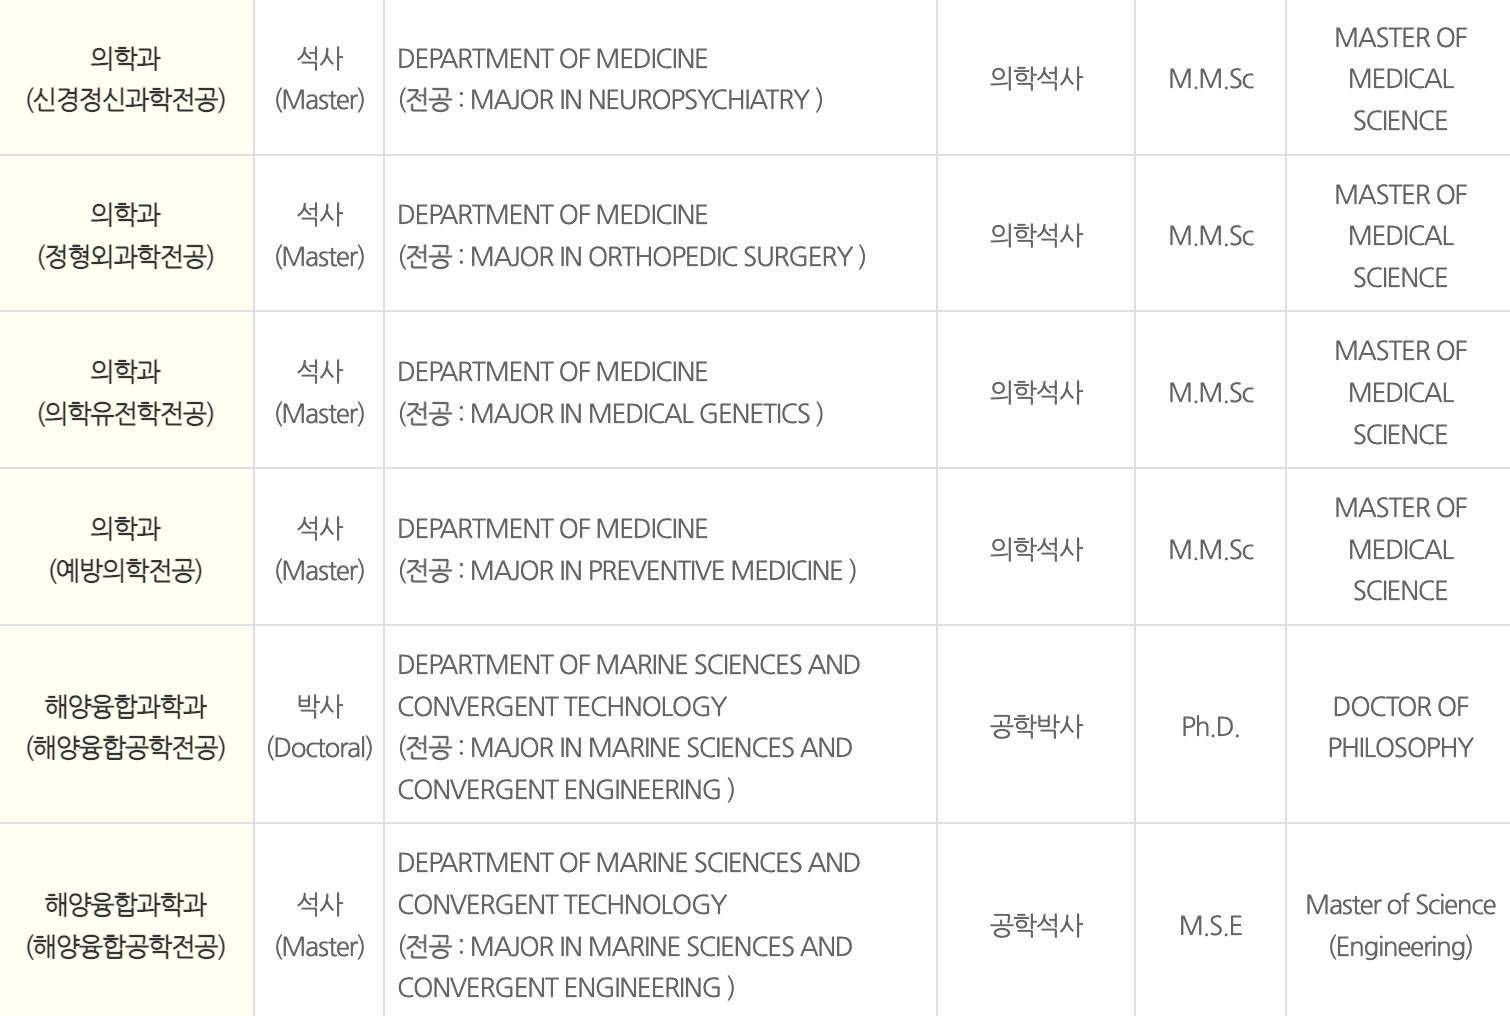 의학과
(신경정신과학전공)
석사
(Master)
DEPARTMENT OF MEDICINE
(전공 : MAJOR IN NEUROPSYCHIATRY )
의학석사
M.M.Sc
MASTER OF
MEDICAL
SCIENCE
의학과
(정형외과학전공)
석사
(Master)
DEPARTMENT OF MEDICINE
(전공 : MAJOR IN ORTHOPEDIC SURGERY )
의학석사
M.M.Sc
MASTER OF
MEDICAL
SCIENCE
의학과
(의학유전학전공)
석사
(Master)
DEPARTMENT OF MEDICINE
(전공 : MAJOR IN MEDICAL GENETICS )
의학석사
M.M.Sc
MASTER OF
MEDICAL
SCIENCE
의학과
(예방의학전공)
석사
(Master)
DEPARTMENT OF MEDICINE
(전공 : MAJOR IN PREVENTIVE MEDICINE )
의학석사
M.M.Sc
MASTER OF
MEDICAL
SCIENCE
해양융합과학과
(해양융합공학전공)
박사
(Doctoral)
DEPARTMENT OF MARINE SCIENCES AND
CONVERGENT TECHNOLOGY
(전공 : MAJOR IN MARINE SCIENCES AND
CONVERGENT ENGINEERING )
공학박사
Ph.D.
DOCTOR OF
PHILOSOPHY
해양융합과학과
(해양융합공학전공)
석사
(Master)
DEPARTMENT OF MARINE SCIENCES AND
CONVERGENT TECHNOLOGY
(전공 : MAJOR IN MARINE SCIENCES AND
CONVERGENT ENGINEERING )
공학석사
M.S.E
Master of Science
(Engineering)